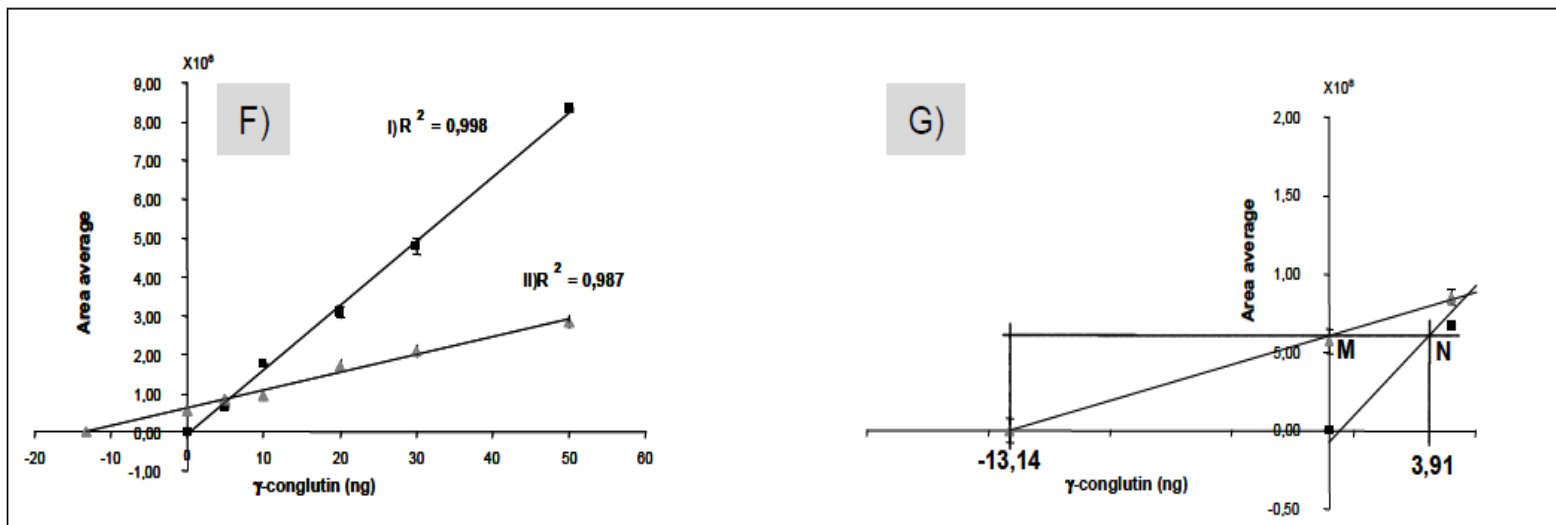 X10⁶
9,00
8,00
7,00
6,00
5,00
4,00
3,00
2,00
1,00
0,00
-1,00
Area average
F)
I)R² = 0,998
II)R² = 0,987
-20 -10 0 10 20 30 40 50 60
γ-conglutin (ng)
G)
X10⁶
2,00
1,50
1,00
5,00
0,00
-0,50
Area average
M
N
-13,14
3,91
γ-conglutin (ng)